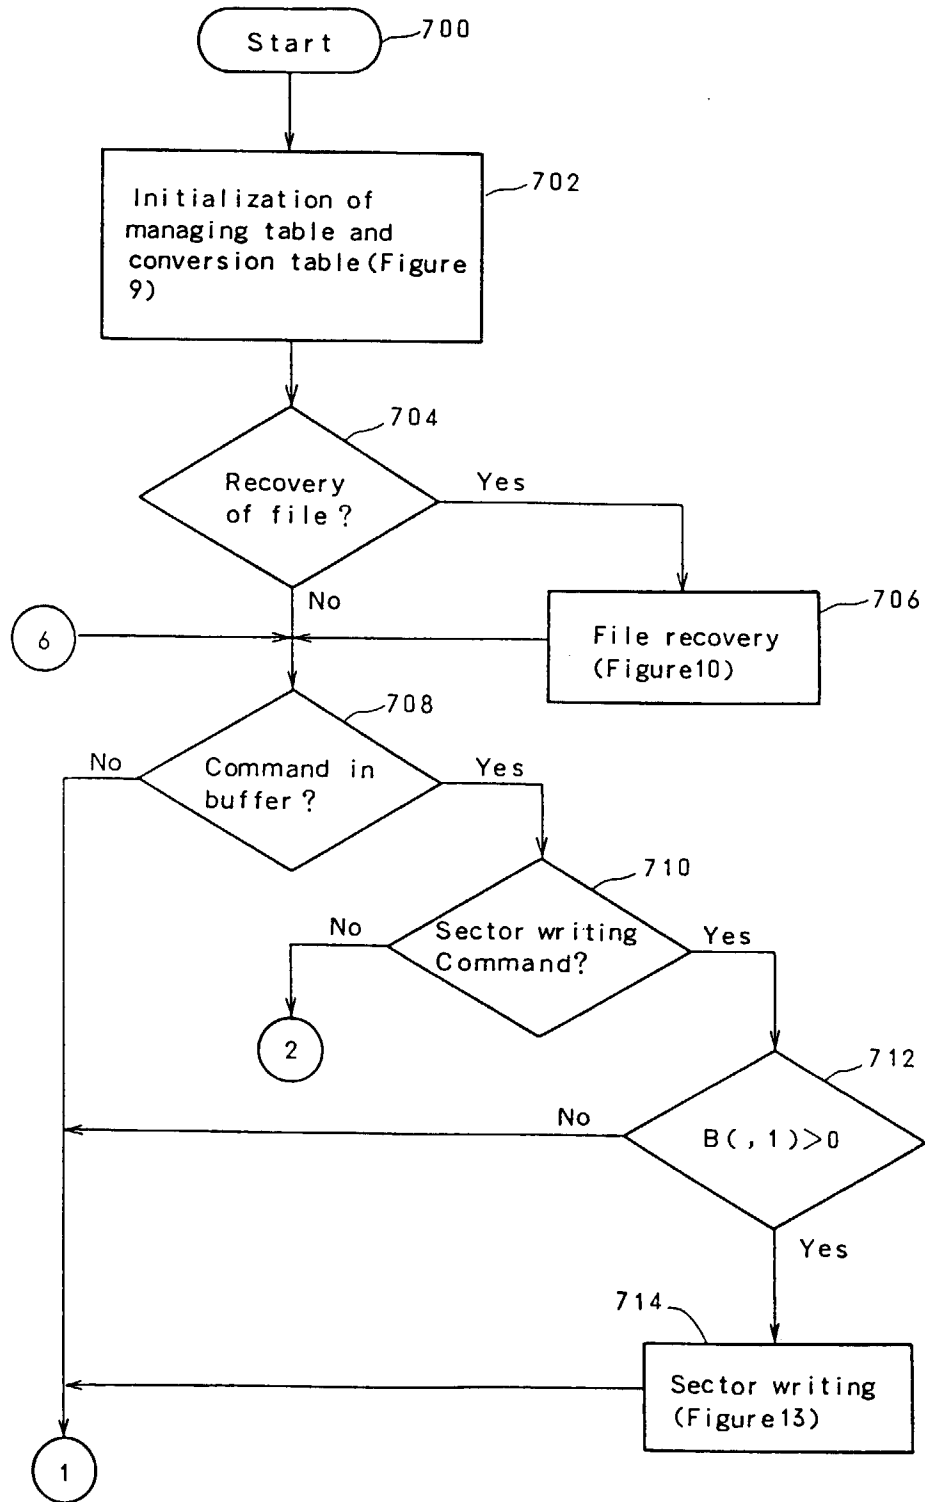 Start
700
702
Initialization of
managing table and
conversion table(Figure
9)
704
Recovery
of file?
Yes
No
706
File recovery
(Figure10)
6
708
No
Command in
buffer?
Yes
710
No
Sector writing
Command?
Yes
2
712
No
B(,1)>0
Yes
714
Sector writing
(Figure13)
1